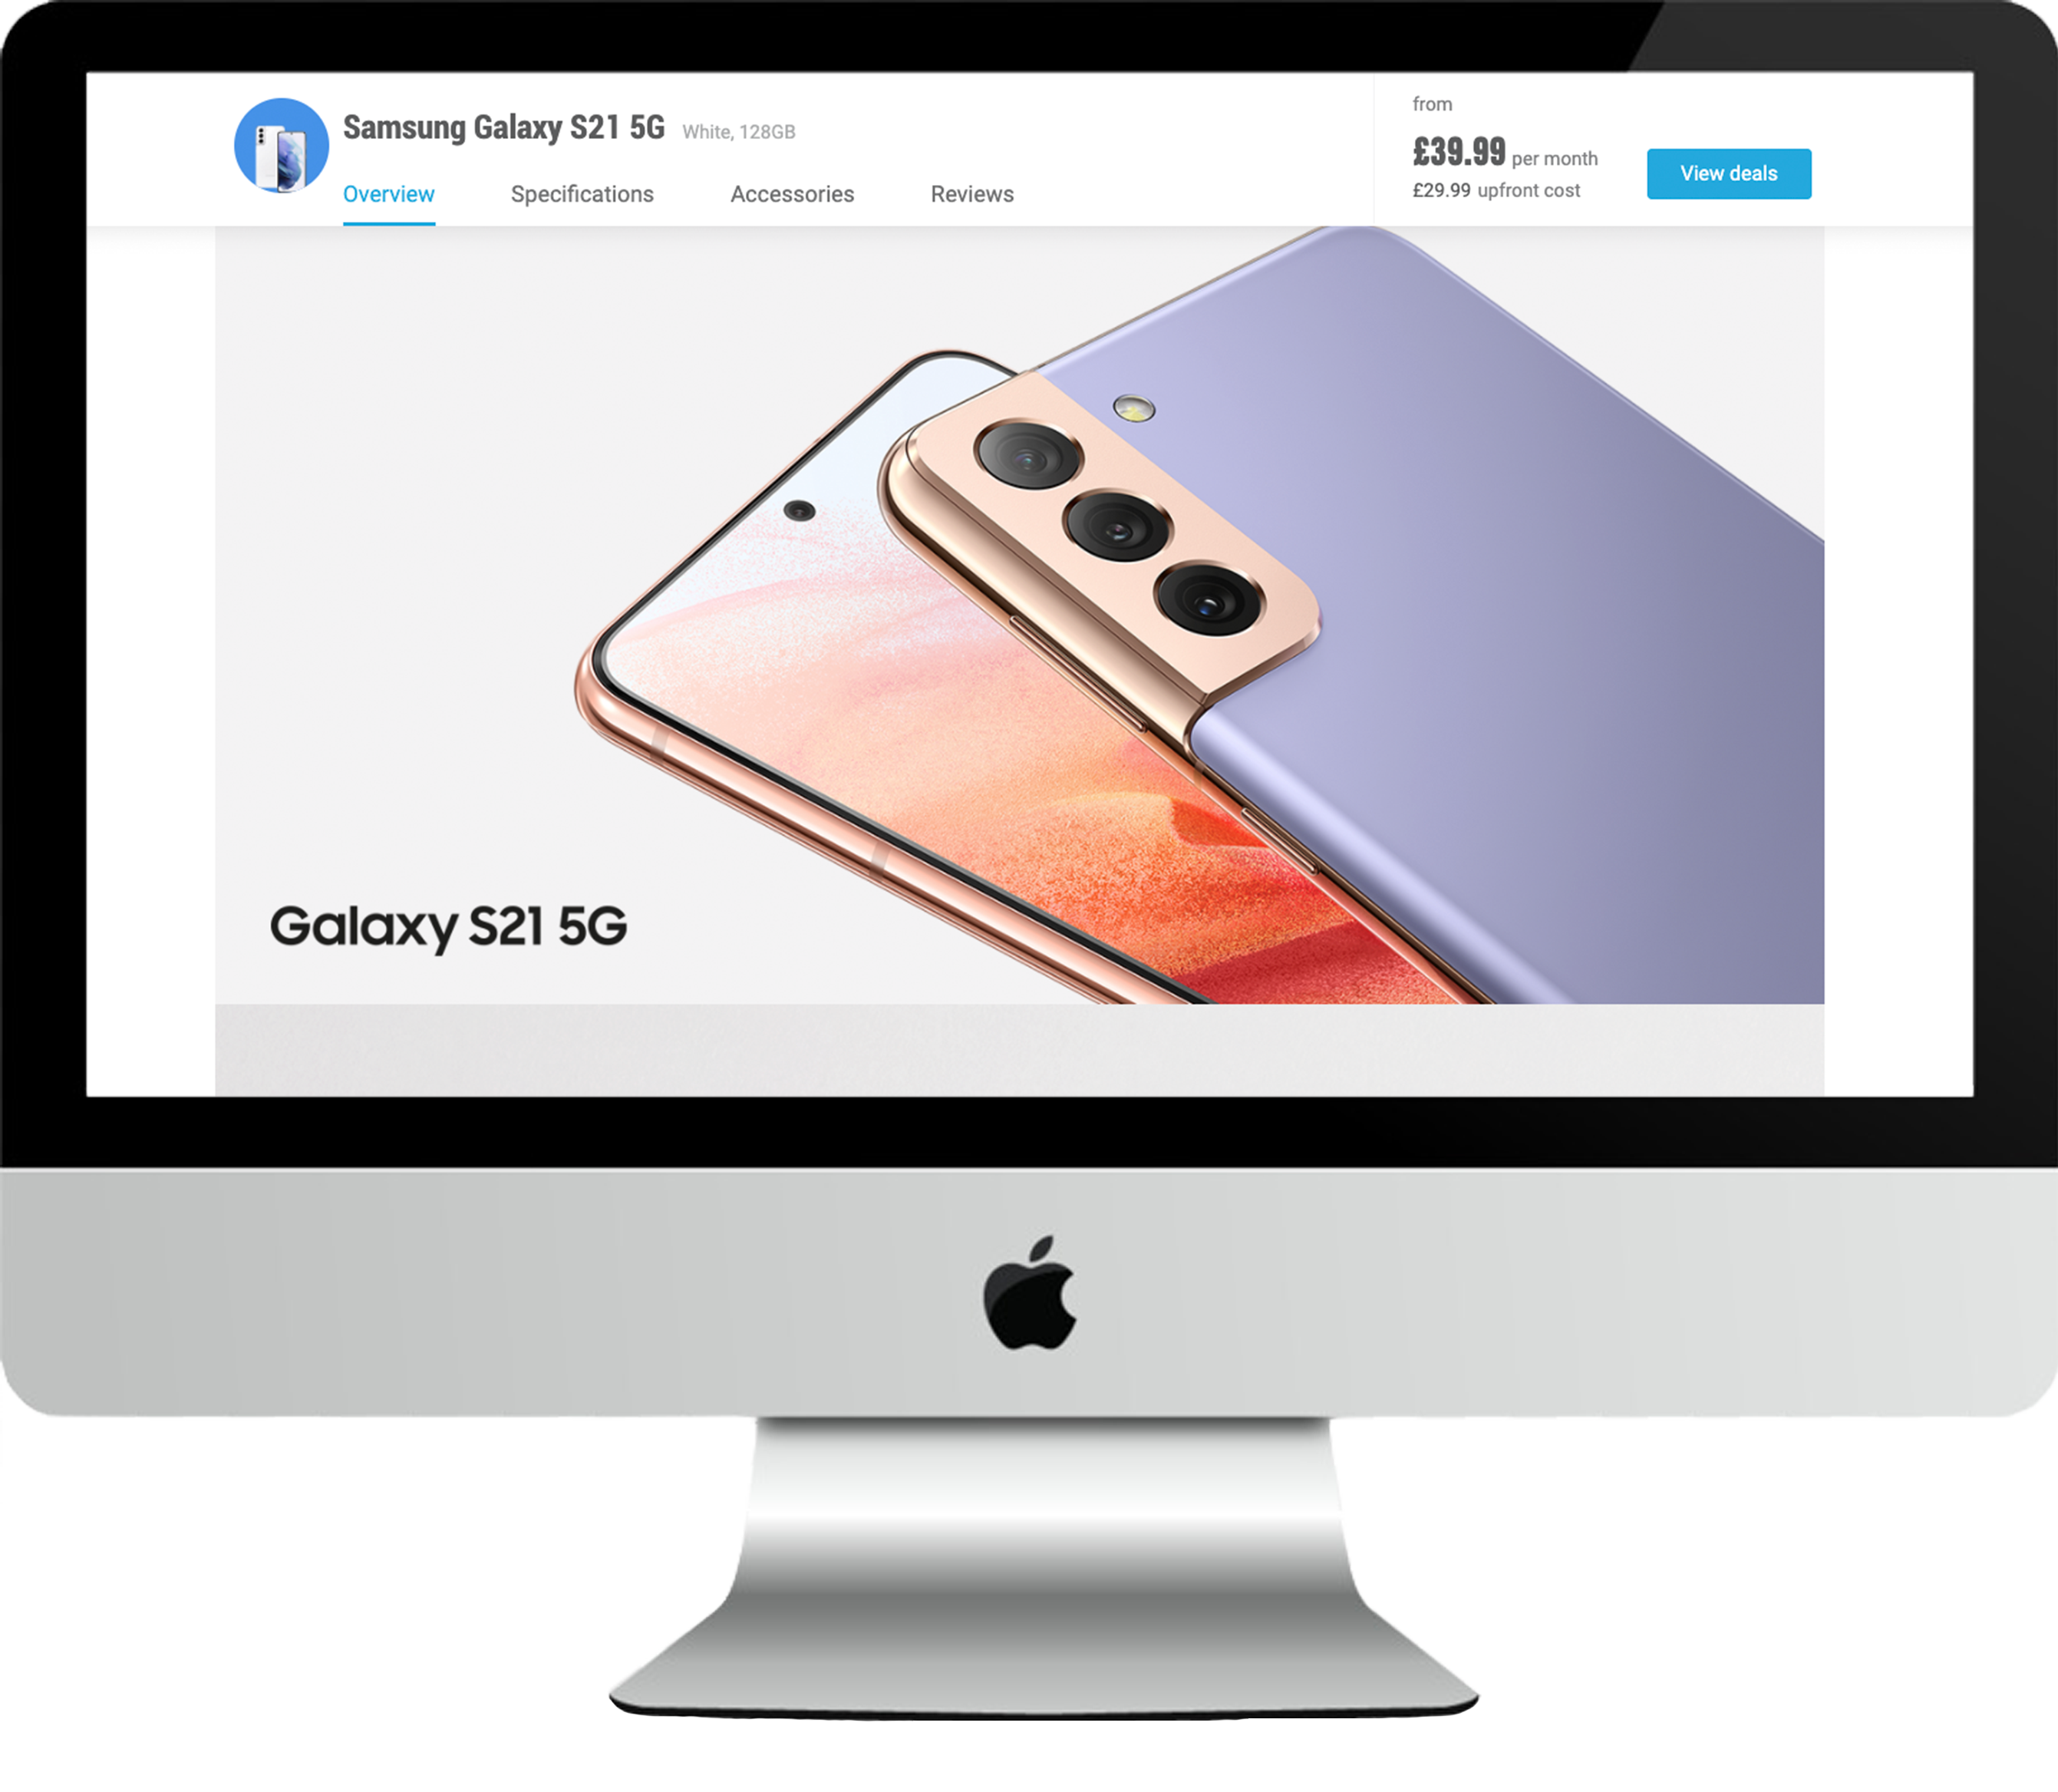 Samsung Galaxy S21 5G White, 128GB
Overview Specifications Accessories Reviews
from
£39.99 per month
£29.99 upfront cost
View deals
Galaxy S21 5G